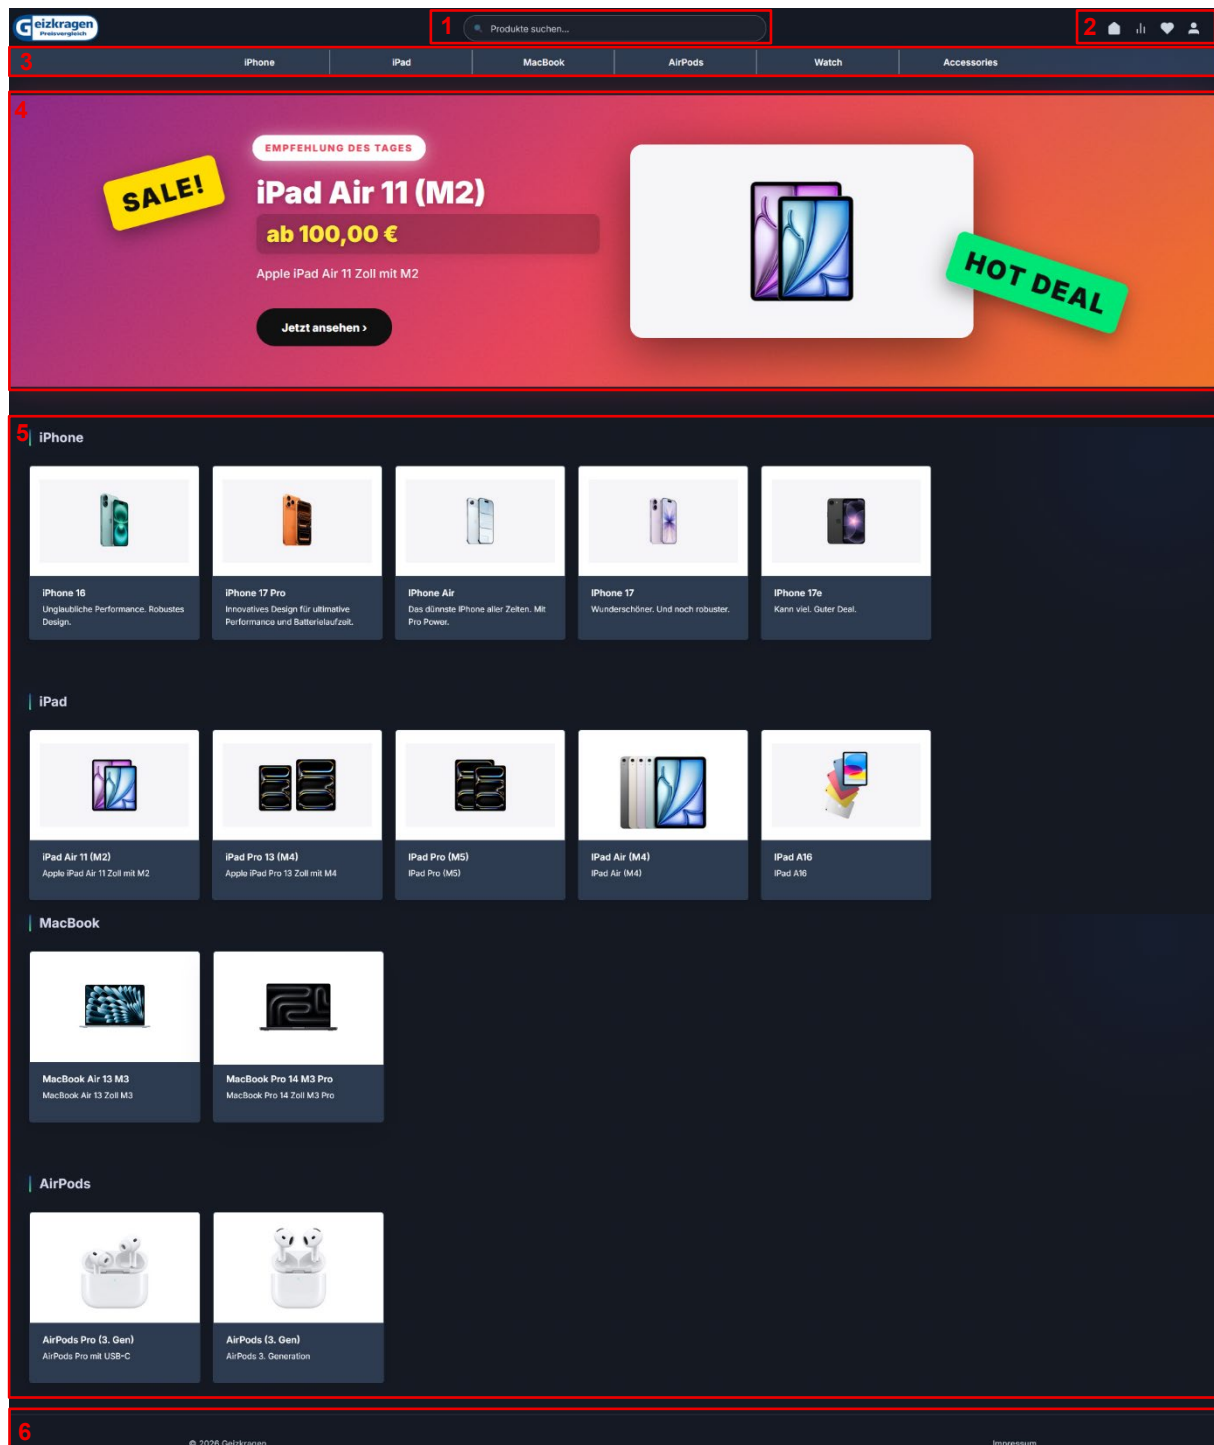 Geizkragen
Preisvergleich
1
Produkte suchen...
2
3
iPhone
iPad
MacBook
AirPods
Watch
Accessories
4
EMPFEHLUNG DES TAGES
SALE!
iPad Air 11 (M2)
ab 100,00 €
Apple iPad Air 11 Zoll mit M2
HOT DEAL
Jetzt ansehen ›
5
iPhone
iPhone 16
Unglaubliche Performance. Robustes
Design.
iPhone 17 Pro
Innovatives Design für ultimative
Performance und Batterielaufzeit.
IPhone Air
Das dünnste IPhone aller Zeiten. Mit
Pro Power.
IPhone 17
Wunderschöner. Und noch robuster.
IPhone 17e
Kann viel. Guter Deal.
iPad
iPad Air 11 (M2)
Apple iPad Air 11 Zoll mit M2
iPad Pro 13 (M4)
Apple iPad Pro 13 Zoll mit M4
IPad Pro (M5)
IPad Pro (M5)
IPad Air (M4)
IPad Air (M4)
IPad A16
IPad A16
MacBook
MacBook Air 13 M3
MacBook Air 13 Zoll M3
MacBook Pro 14 M3 Pro
MacBook Pro 14 Zoll M3 Pro
AirPods
AirPods Pro (3. Gen)
AirPods Pro mit USB-C
AirPods (3. Gen)
AirPods 3. Generation
6
© 2026 Geizkragen
Impressum